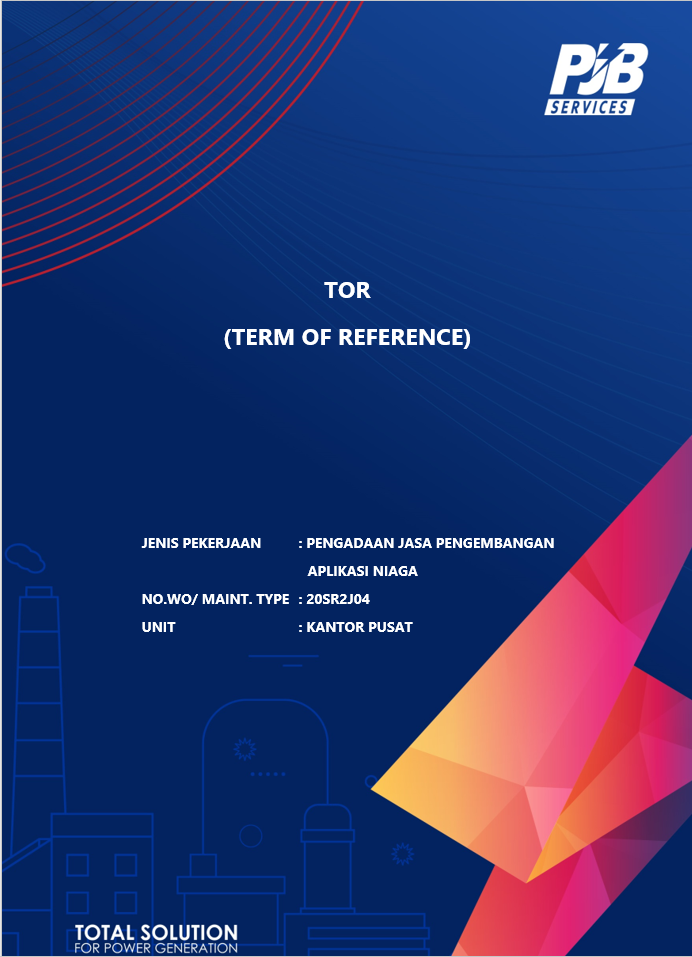 PJB
SERVICES
TOR
(TERM OF REFERENCE)
JENIS PEKERJAAN : PENGADAAN JASA PENGEMBANGAN
APLIKASI NIAGA
NO.WO/ MAINT. TYPE : 20SR2J04
UNIT : KANTOR PUSAT
TOTAL SOLUTION
FOR POWER GENERATION